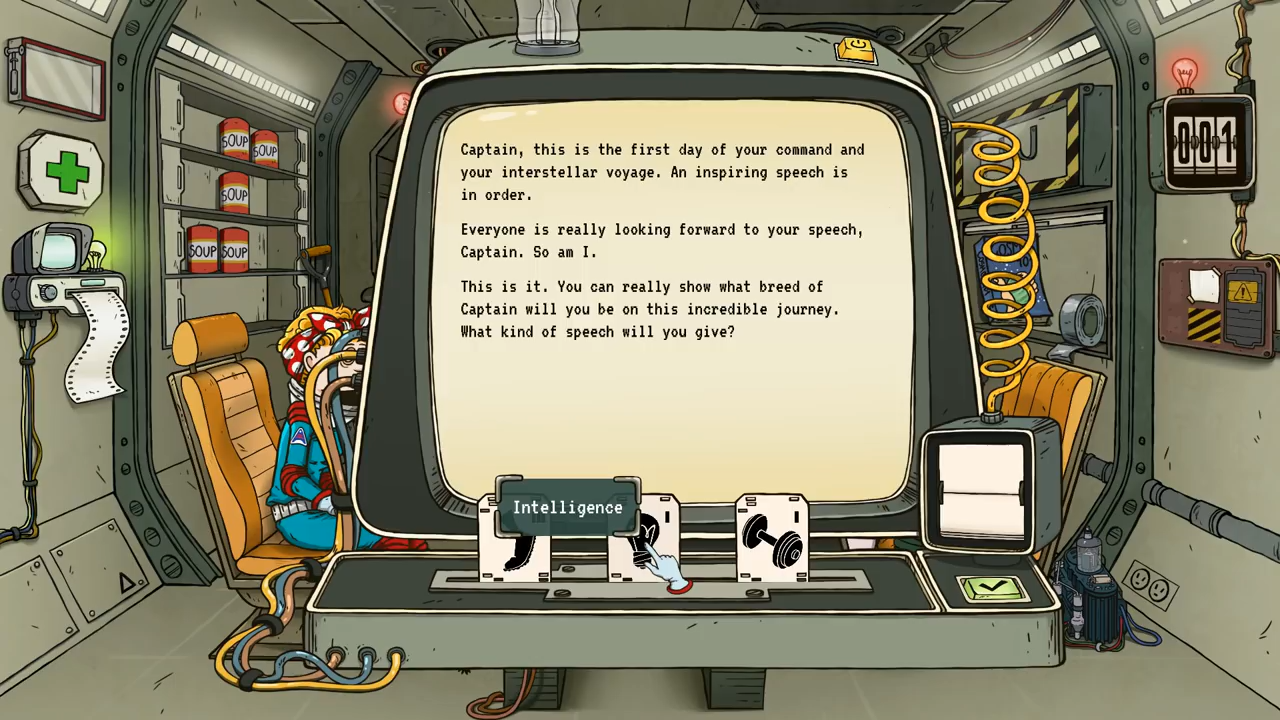 Captain, this is the first day of your command and
your interstellar voyage. An inspiring speech is
in order.
Everyone is really looking forward to your speech,
Captain. So am I.
This is it. You can really show what breed of
Captain will you be on this incredible journey.
What kind of speech will you give?
Intelligence
SOUP
SOUP
SOUP
SOUP
SOUP
001